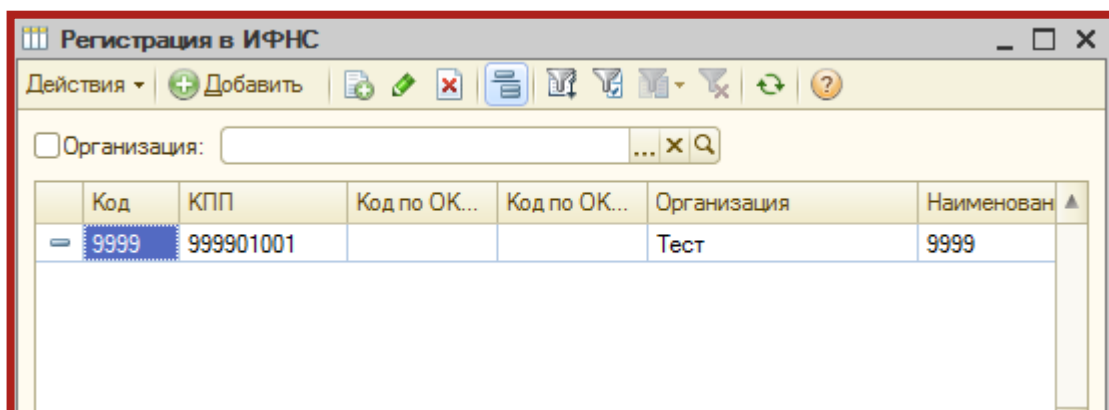 Регистрация в ИФНС
Действия Добавить
Организация: ...
Код КПП Код по ОК... Код по ОК... Организация Наименован
9999 999901001 Тест 9999